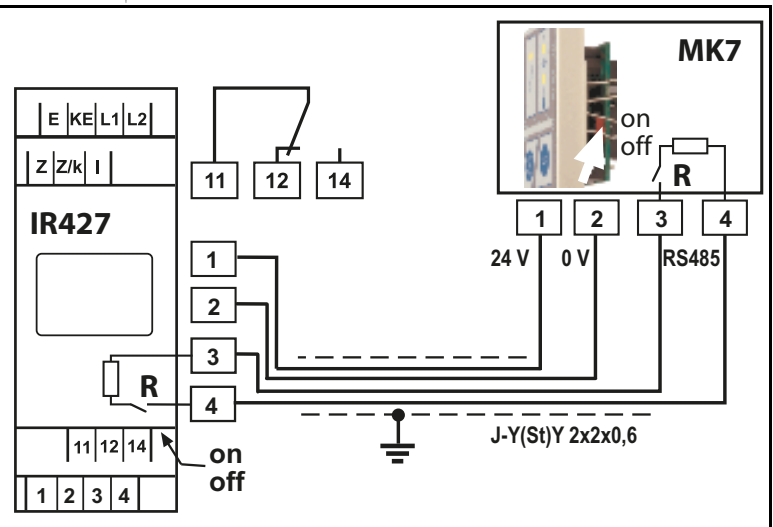 MK7
on
off
R
E KE L1 L2
Z Z/k I
11 12 14
IR427
1 2 3 4
24 V 0 V RS485
1
2
3
R
4
J-Y(St)Y 2x2x0,6
11 12 14
on
off
1 2 3 4